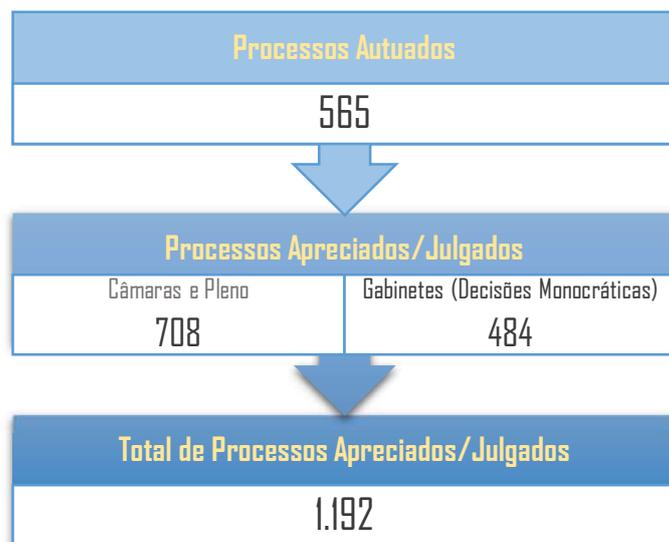 Processos Autuados
565
Processos Apreciados/Julgados
Câmaras e Pleno
708
Gabinetes (Decisões Monocráticas)
484
Total de Processos Apreciados/Julgados
1.192